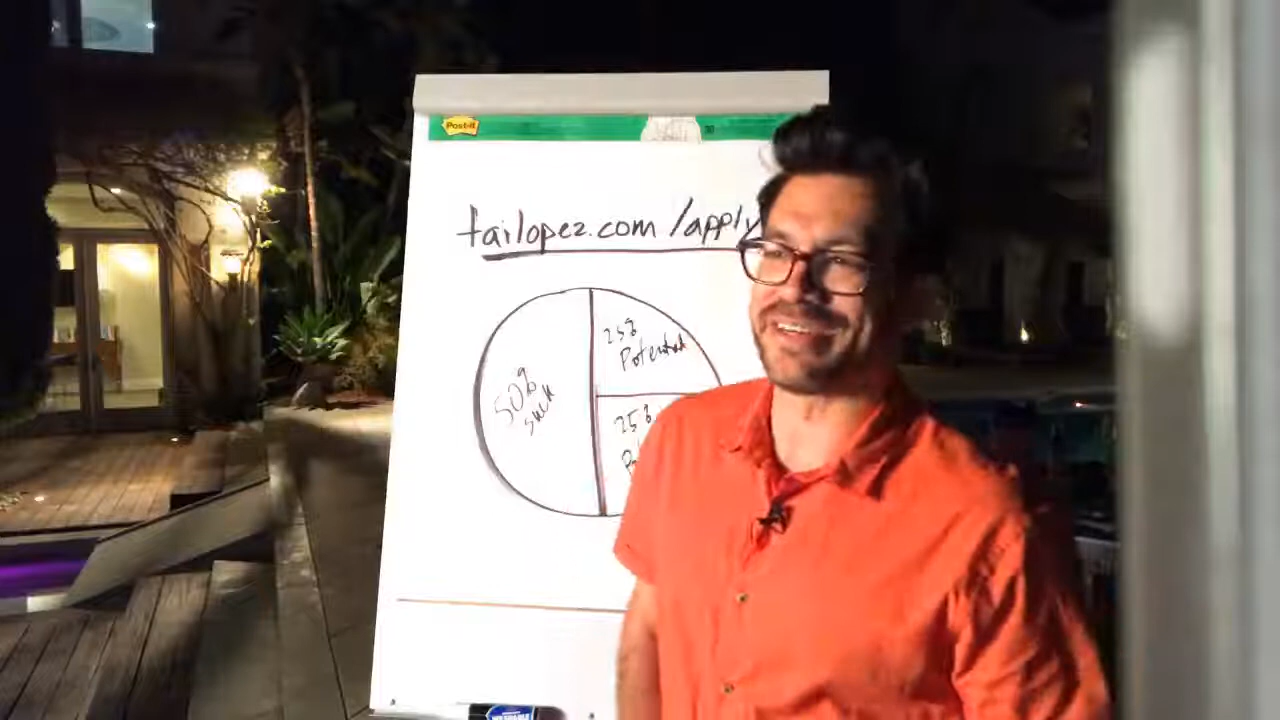 Post-it
tailopez.com/apply
25%
Potential
50%
suck
25%